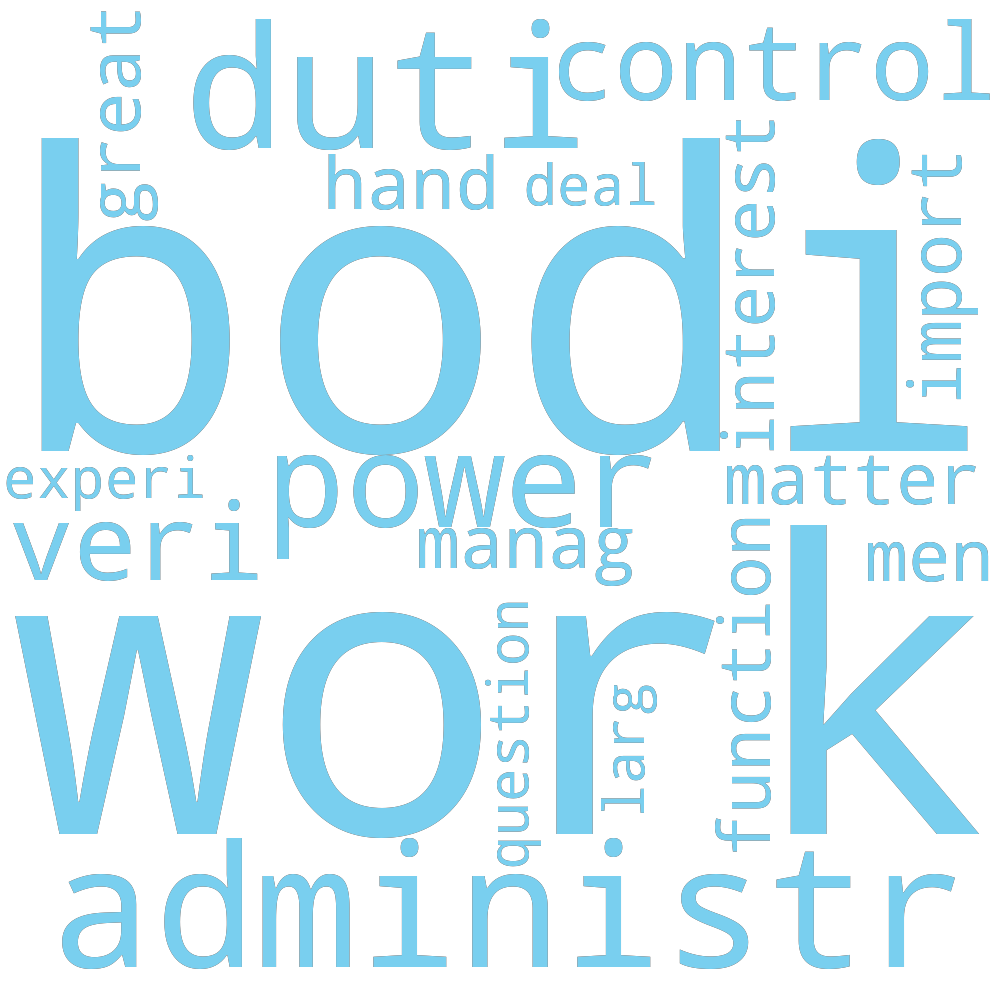 great
duti
control
hand
deal
bodi
interest
import
experi
power
matter
veri
manag
men
function
work
question
larg
administr